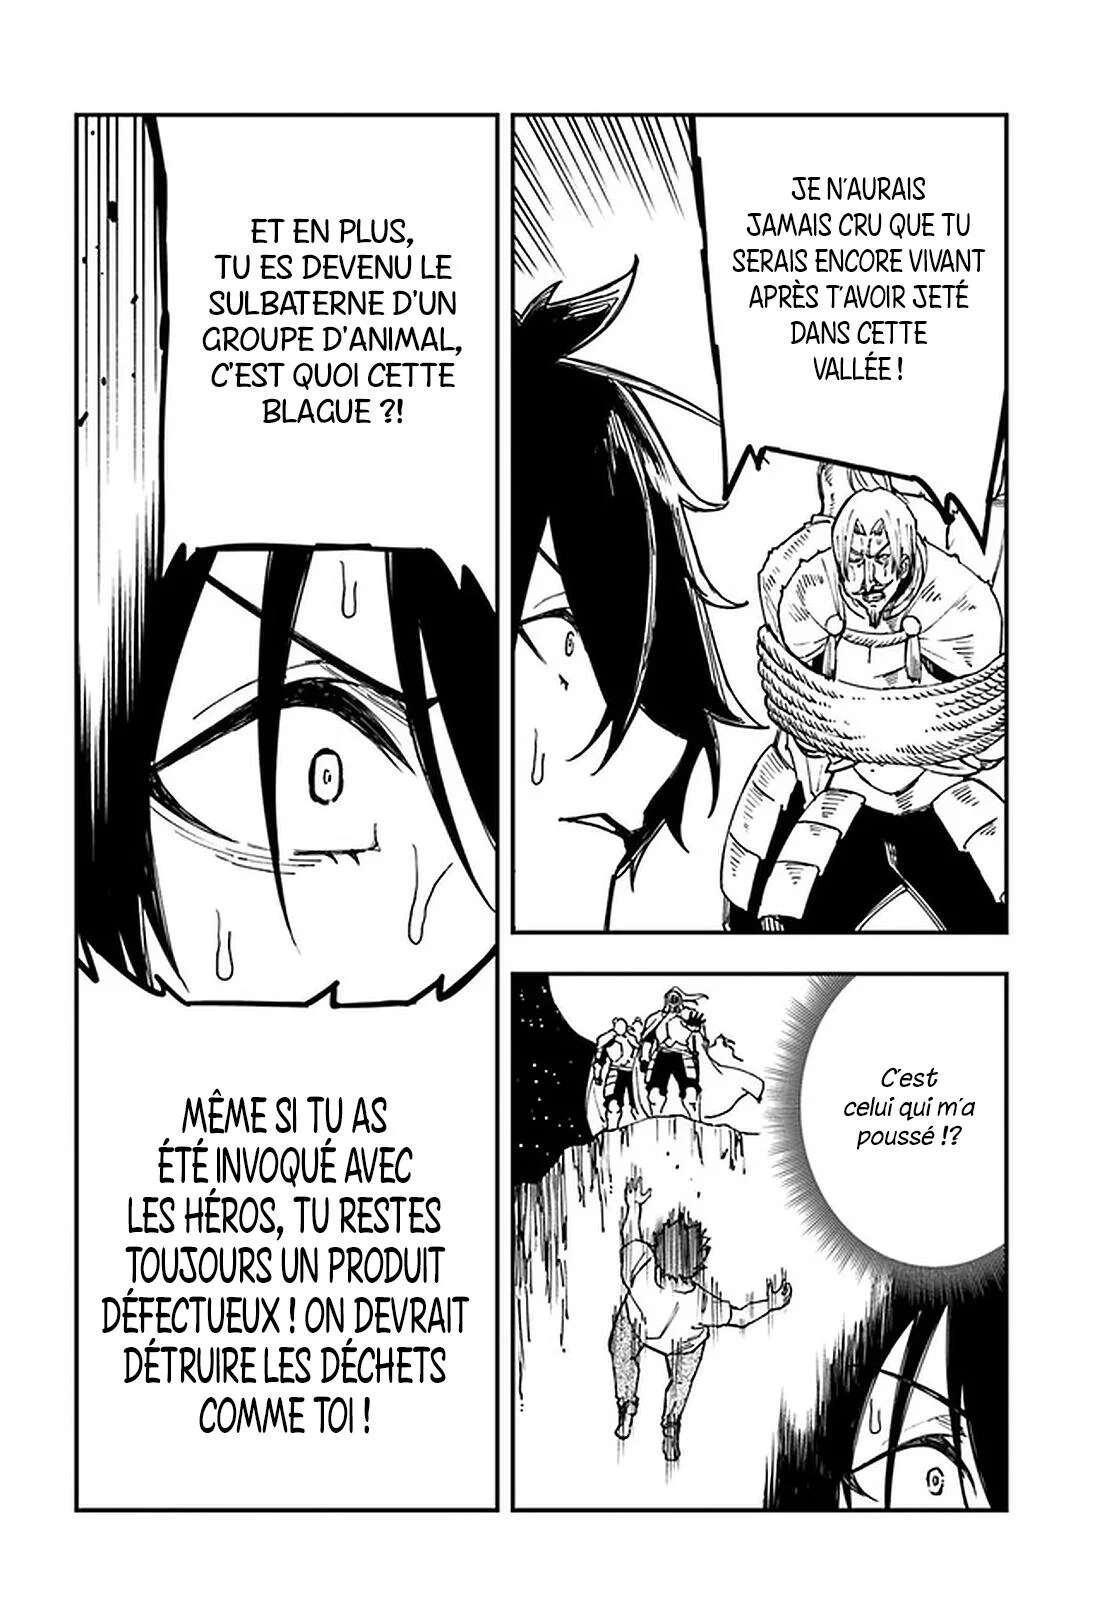 JE N'AURAIS
JAMAIS CRU QUE TU
SERAIS ENCORE VIVANT
APRÈS T'AVOIR JETÉ
DANS CETTE
VALLÉE !
C'est
celui qui m'a
poussé !?
ET EN PLUS,
TU ES DEVENU LE
SULBATERNE D'UN
GROUPE D'ANIMAL,
C'EST QUOI CETTE
BLAGUE ?!
MÊME SI TU AS
ÉTÉ INVOQUÉ AVEC
LES HÉROS, TU RESTES
TOUJOURS UN PRODUIT
DÉFECTUEUX ! ON DEVRAIT
DÉTRUIRE LES DÉCHETS
COMME TOI !